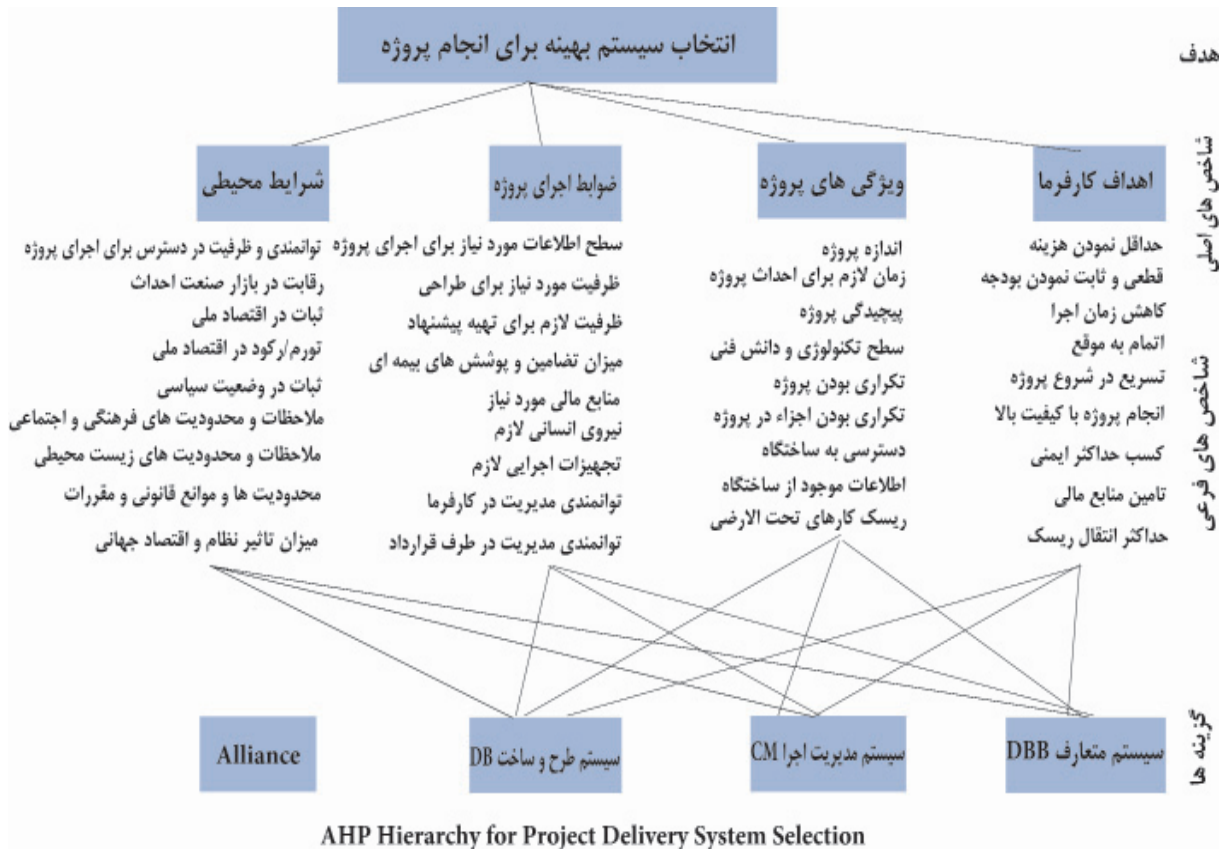 انتخاب سیستم بهینه برای انجام پروژه
هدف
شاخص های اصلی
اهداف کارفرما
ویژگی های پروژه
ضوابط اجرای پروژه
شرایط محیطی
شاخص های فرعی
حداقل نمودن هزینه
قطعی و ثابت نمودن بودجه
کاهش زمان اجرا
اتمام به موقع
تسریع در شروع پروژه
انجام پروژه با کیفیت بالا
کسب حداکثر ایمنی
تامین منابع مالی
حداکثر انتقال ریسک
اندازه پروژه
زمان لازم برای احداث پروژه
پیچیدگی پروژه
سطح تکنولوژی و دانش فنی
تکراری بودن پروژه
تکراری بودن اجزاء در پروژه
دسترسی به ساختگاه
اطلاعات موجود از ساختگاه
ریسک کارهای تحت الارضی
سطح اطلاعات مورد نیاز برای اجرای پروژه
ظرفیت مورد نیاز برای طراحی
ظرفیت لازم برای تهیه پیشنهاد
میزان تضامین و پوشش های بیمه ای
منابع مالی مورد نیاز
نیروی انسانی لازم
تجهیزات اجرایی لازم
توانمندی مدیریت در کارفرما
توانمندی مدیریت در طرف قرارداد
توانمندی و ظرفیت در دسترس برای اجرای پروژه
رقابت در بازار صنعت احداث
ثبات در اقتصاد ملی
تورم/رکود در اقتصاد ملی
ثبات در وضعیت سیاسی
ملاحظات و محدودیت های فرهنگی و اجتماعی
ملاحظات و محدودیت های زیست محیطی
محدودیت ها و موانع قانونی و مقررات
میزان تاثیر نظام و اقتصاد جهانی
گزینه ها
سیستم متعارف DBB
سیستم مدیریت اجرا CM
سیستم طرح و ساخت DB
Alliance
AHP Hierarchy for Project Delivery System Selection